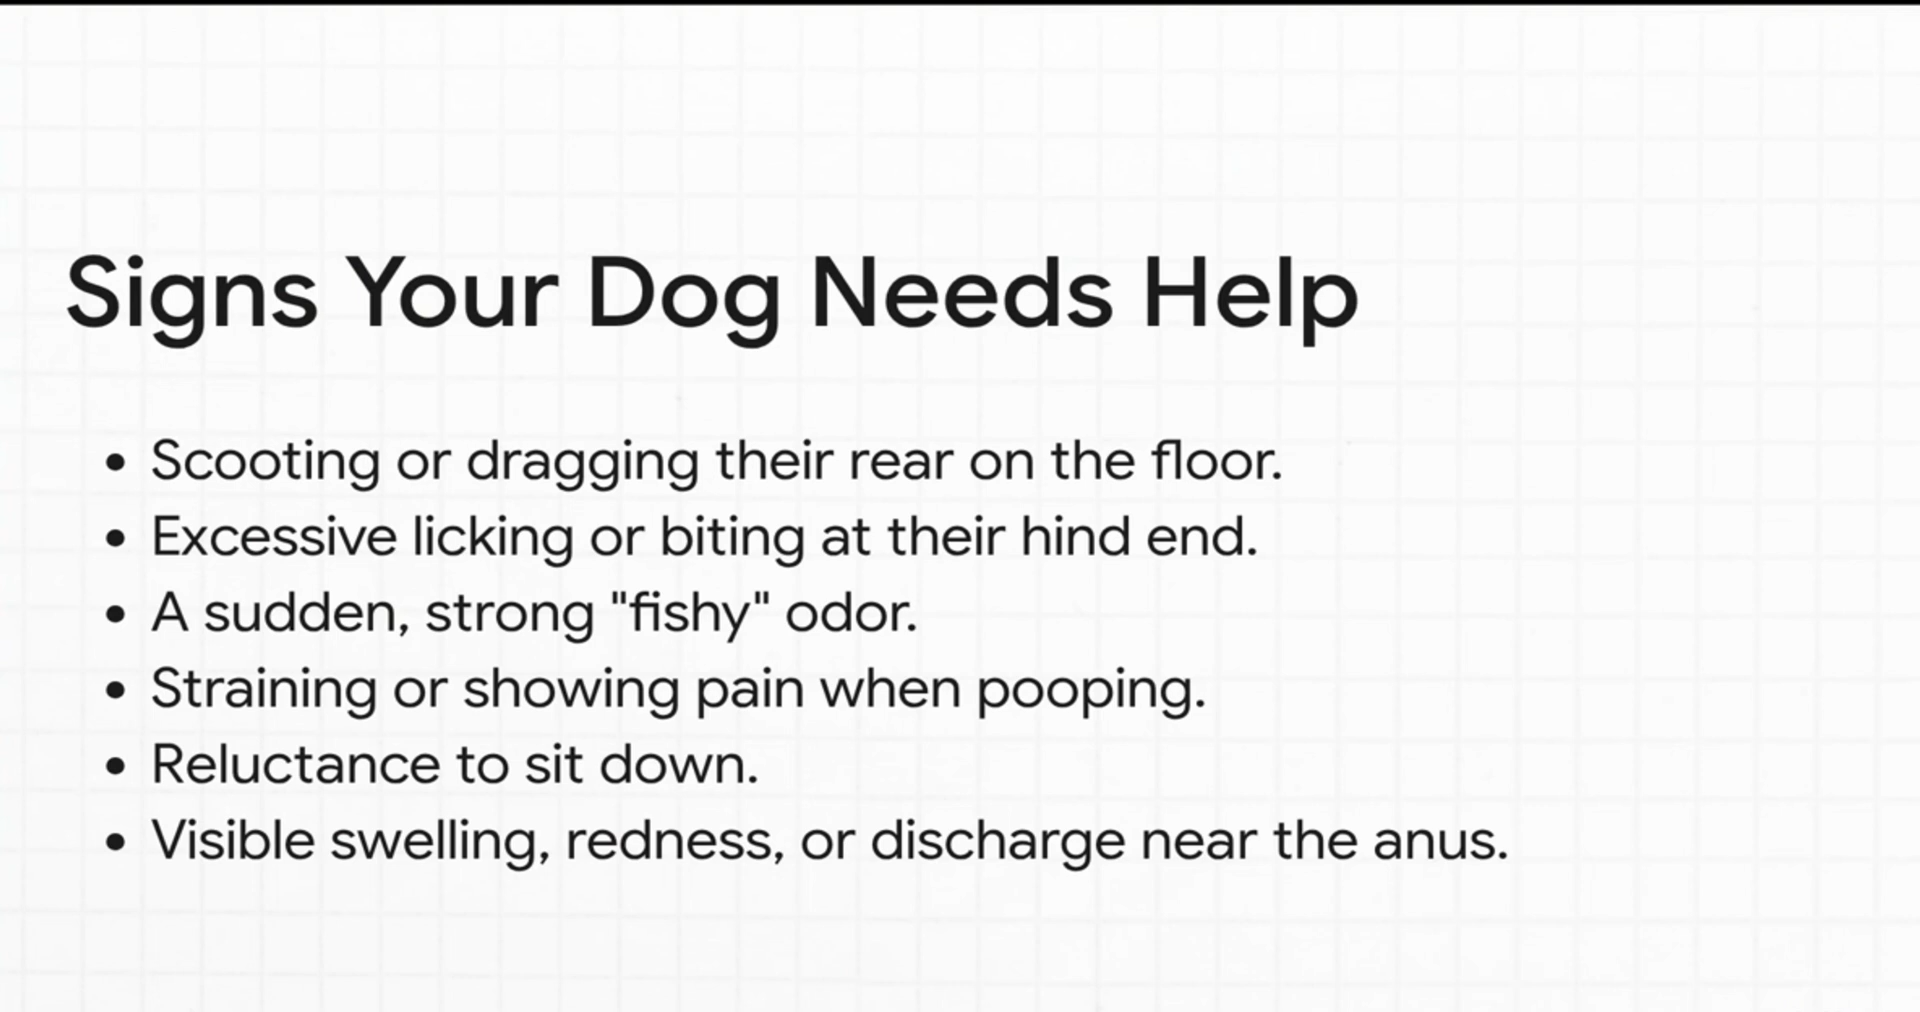 Signs Your Dog Needs Help
• Scooting or dragging their rear on the floor.
• Excessive licking or biting at their hind end.
• A sudden, strong "fishy" odor.
• Straining or showing pain when pooping.
• Reluctance to sit down.
• Visible swelling, redness, or discharge near the anus.